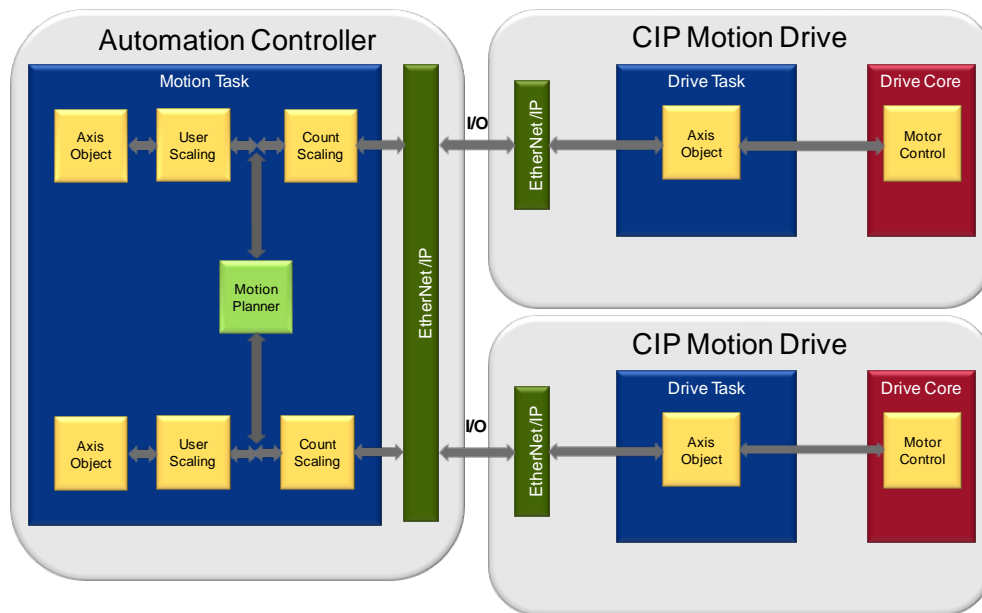 Automation Controller
Motion Task
Axis
Object
User
Scaling
Count
Scaling
Motion
Planner
Axis
Object
User
Scaling
Count
Scaling
EtherNet/IP
I/O
I/O
CIP Motion Drive
EtherNet/IP
Drive Task
Axis
Object
Drive Core
Motor
Control
CIP Motion Drive
EtherNet/IP
Drive Task
Axis
Object
Drive Core
Motor
Control